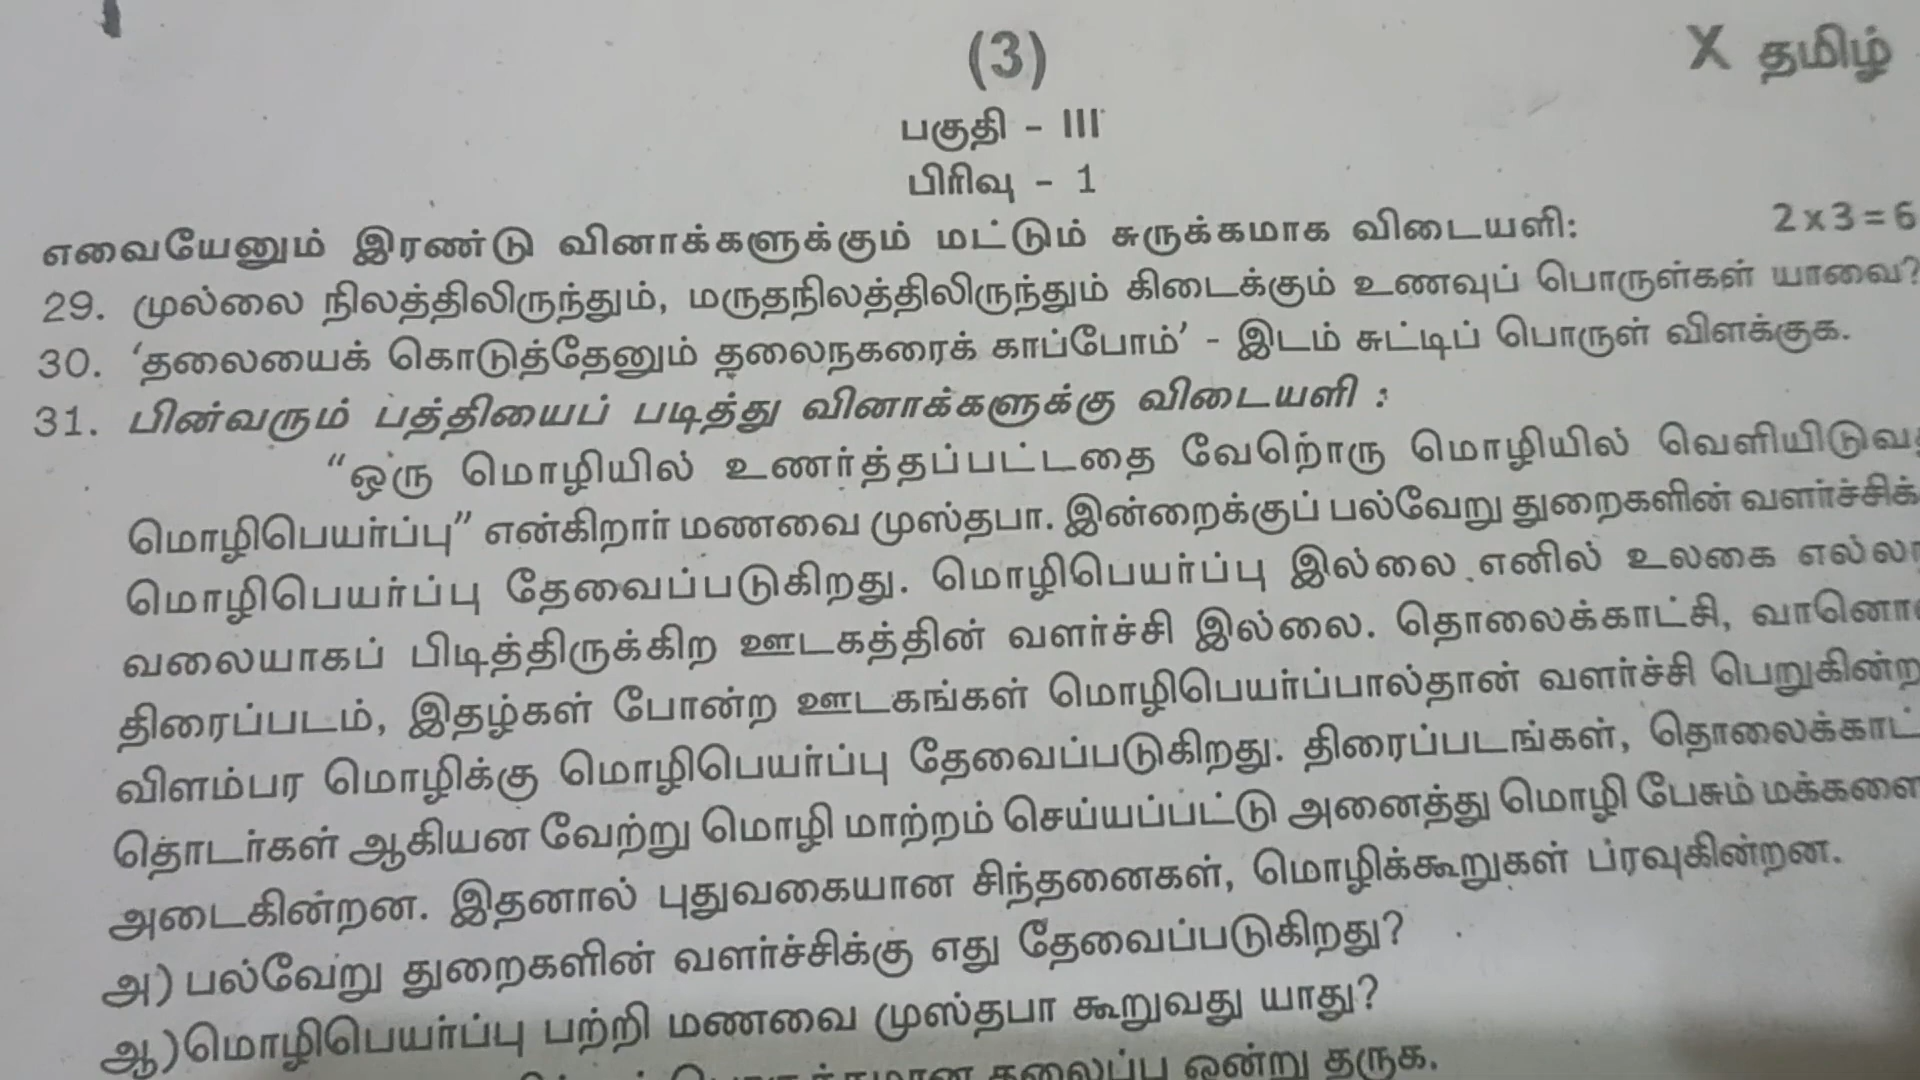 (3)
X தமிழ்
பகுதி - III
பிரிவு - 1
எவையேனும் இரண்டு வினாக்களுக்கும் மட்டும் சுருக்கமாக விடையளி: 2 x 3 = 6
29. முல்லை நிலத்திலிருந்தும், மருதநிலத்திலிருந்தும் கிடைக்கும் உணவுப் பொருள்கள் யாவை?
30. ‘தலையைக் கொடுத்தேனும் தலைநகரைக் காப்போம்’ - இடம் சுட்டிப் பொருள் விளக்குக.
31. பின்வரும் பத்தியைப் படித்து வினாக்களுக்கு விடையளி :
“ஒரு மொழியில் உணர்த்தப்பட்டதை வேறொரு மொழியில்
மொழிபெயர்ப்பு” என்கிறார் மணவை முஸ்தபா. இன்றைக்குப் பல்வேறு துறைகளின்
மொழிபெயர்ப்பு தேவைப்படுகிறது. மொழிபெயர்ப்பு இல்லை எனில் உலகை
வலையாகப் பிடித்திருக்கிற ஊடகத்தின் வளர்ச்சி இல்லை. தொலைக்காட்சி,
திரைப்படம், இதழ்கள் போன்ற ஊடகங்கள் மொழிபெயர்ப்பால்தான் வளர்ச்சி
விளம்பர மொழிக்கு மொழிபெயர்ப்பு தேவைப்படுகிறது. திரைப்படங்கள்,
தொடர்கள் ஆகியன வேற்று மொழி மாற்றம் செய்யப்பட்டு அனைத்து மொழி பேசும்
அடைகின்றன. இதனால் புதுவகையான சிந்தனைகள், மொழிக்கூறுகள் பரவுகின்றன.
அ) பல்வேறு துறைகளின் வளர்ச்சிக்கு எது தேவைப்படுகிறது?
ஆ)மொழிபெயர்ப்பு பற்றி மணவை முஸ்தபா கூறுவது யாது?
ஒன்று தருக.